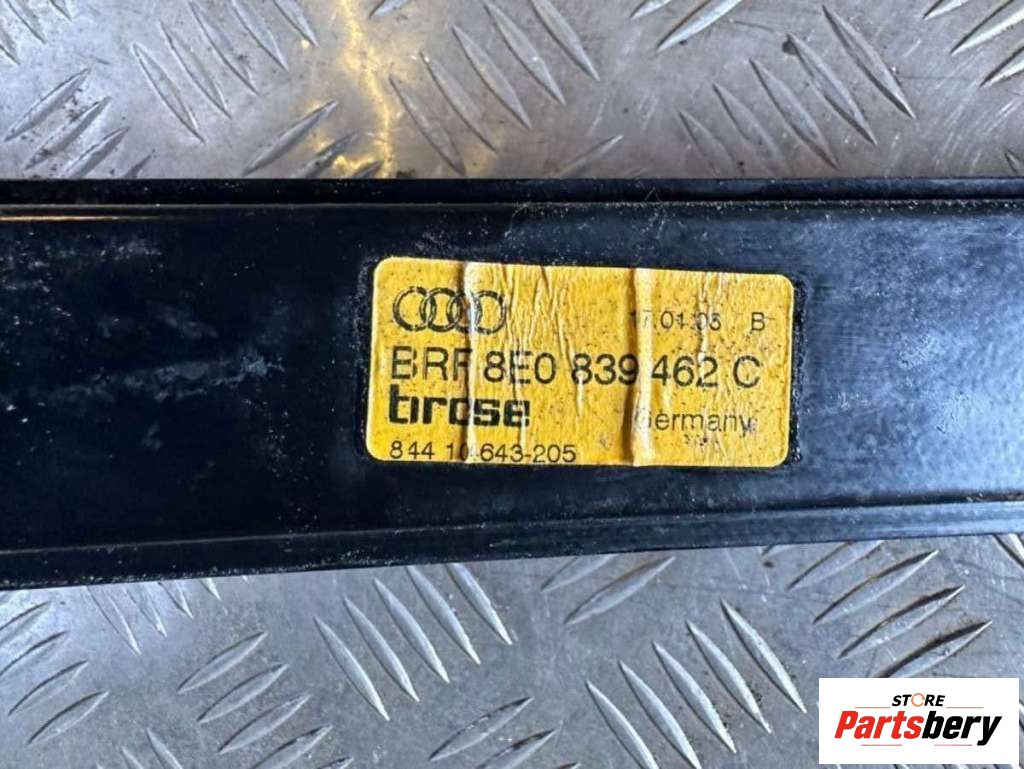 17.01.05 B
BRF 8E0 839 462 C
brose
Germany
844 10 643-205
STORE
Partsbery